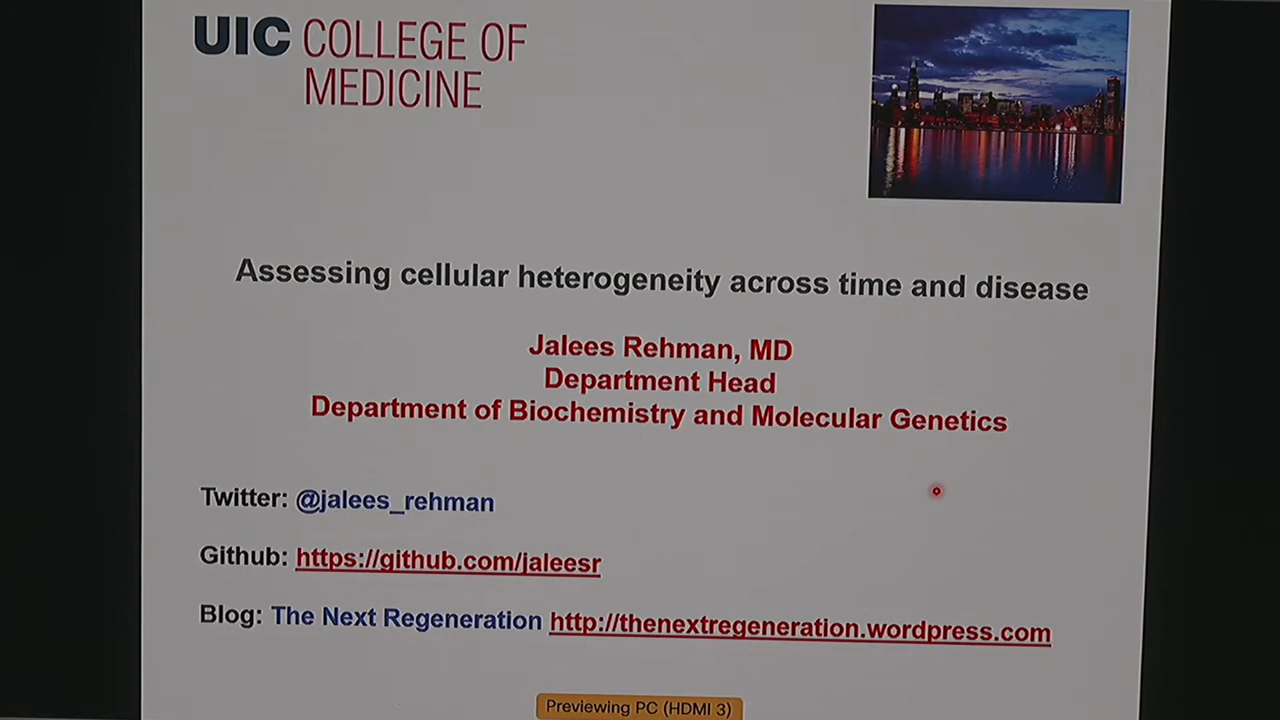 UIC COLLEGE OF
MEDICINE
Assessing cellular heterogeneity across time and disease
Jalees Rehman, MD
Department Head
Department of Biochemistry and Molecular Genetics
Twitter: @jalees_rehman
Github: https://github.com/jaleesr
Blog: The Next Regeneration http://thenextregeneration.wordpress.com
Previewing PC (HDMI 3)